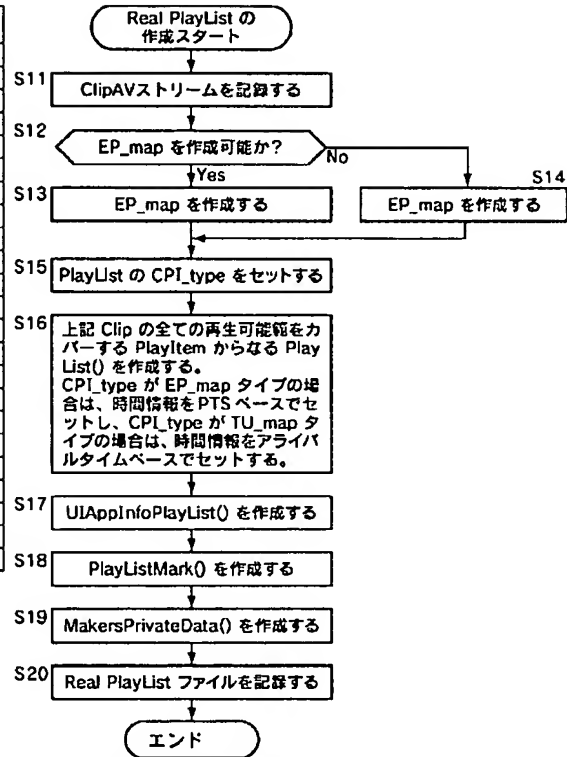 Real PlayList の
作成スタート
S11
ClipAVストリームを記録する
S12
EP_map を作成可能か?
No
Yes
S13
EP_map を作成する
S14
EP_map を作成する
S15
PlayList の CPI_type をセットする
S16
上記 Clip の全ての再生可能範をカ
バーする PlayItem からなる Play
List() を作成する。
CPI_type が EP_map タイプの場
合は、時間情報を PTS ベースでセ
ットし、CPI_type が TU_map タ
イプの場合は、時間情報をアライバ
ルタイムベースでセットする。
S17
UIAppInfoPlayList() を作成する
S18
PlayListMark() を作成する
S19
MakersPrivateData() を作成する
S20
Real PlayList ファイルを記録する
エンド